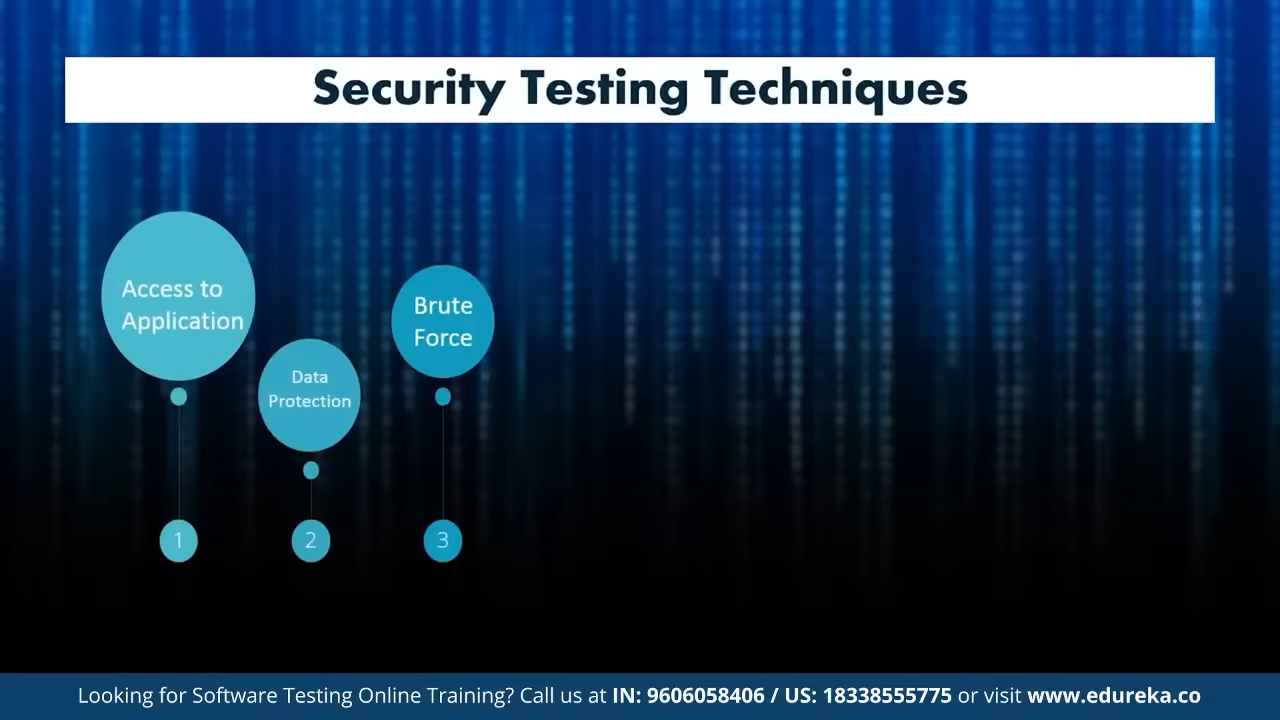 Security Testing Techniques
Access to
Application
Data
Protection
Brute
Force
1
2
3
Looking for Software Testing Online Training? Call us at IN: 9606058406 / US: 18338555775 or visit www.edureka.co